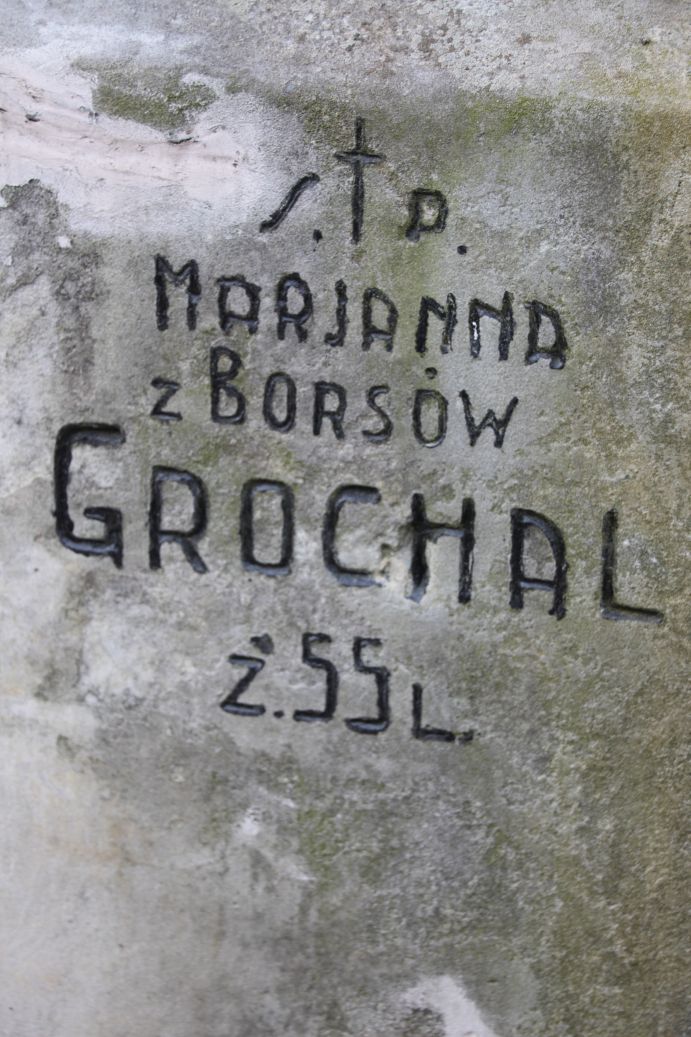 ś. † p.
MARJANNA
z BORSÓW
GROCHAL
ż. 55 L